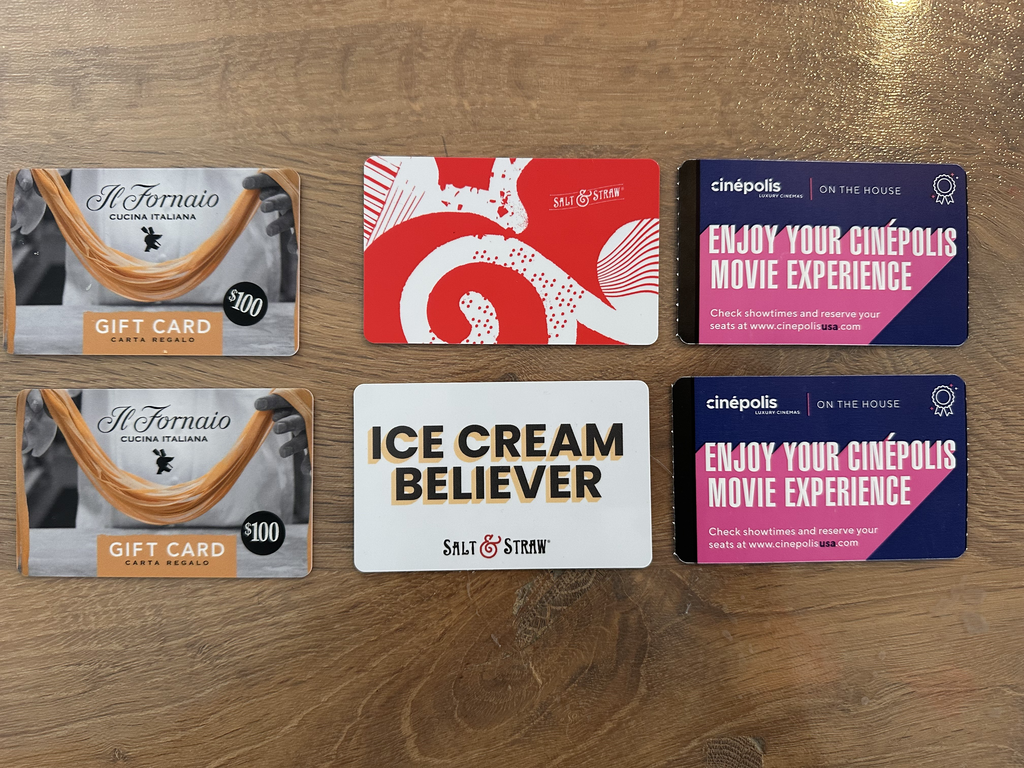 Il Fornaio
CUCINA ITALIANA
$100
GIFT CARD
CARTA REGALO
SALT & STRAW®
cinépolis
LUXURY CINEMAS
ON THE HOUSE
ENJOY YOUR CINÉPOLIS
MOVIE EXPERIENCE
Check showtimes and reserve your
seats at www.cinepolisusa.com
Il Fornaio
CUCINA ITALIANA
$100
GIFT CARD
CARTA REGALO
ICE CREAM
BELIEVER
SALT & STRAW®
cinépolis
LUXURY CINEMAS
ON THE HOUSE
ENJOY YOUR CINÉPOLIS
MOVIE EXPERIENCE
Check showtimes and reserve your
seats at www.cinepolisusa.com